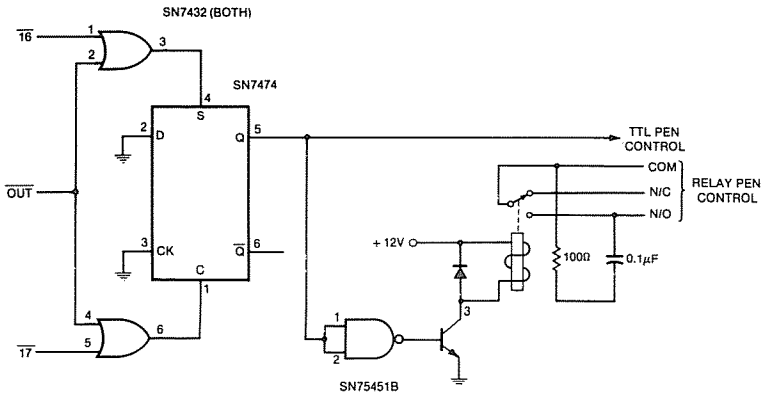 SN7432 (BOTH)
16
1
2
3
SN7474
4
S
2
D
Q
5
TTL PEN
CONTROL
OUT
COM
N/C
N/O
RELAY PEN
CONTROL
3
CK
Q
6
C
1
+ 12V
100Ω
0.1μF
3
4
5
6
17
1
2
SN75451B